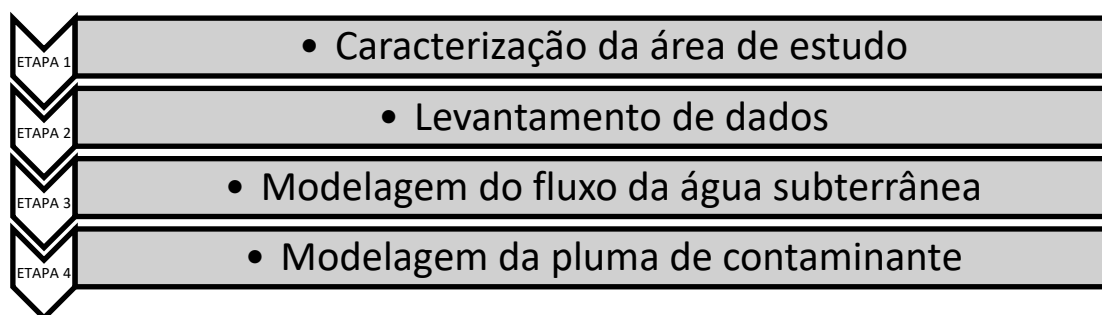 ETAPA 1
• Caracterização da área de estudo
ETAPA 2
• Levantamento de dados
ETAPA 3
• Modelagem do fluxo da água subterrânea
ETAPA 4
• Modelagem da pluma de contaminante